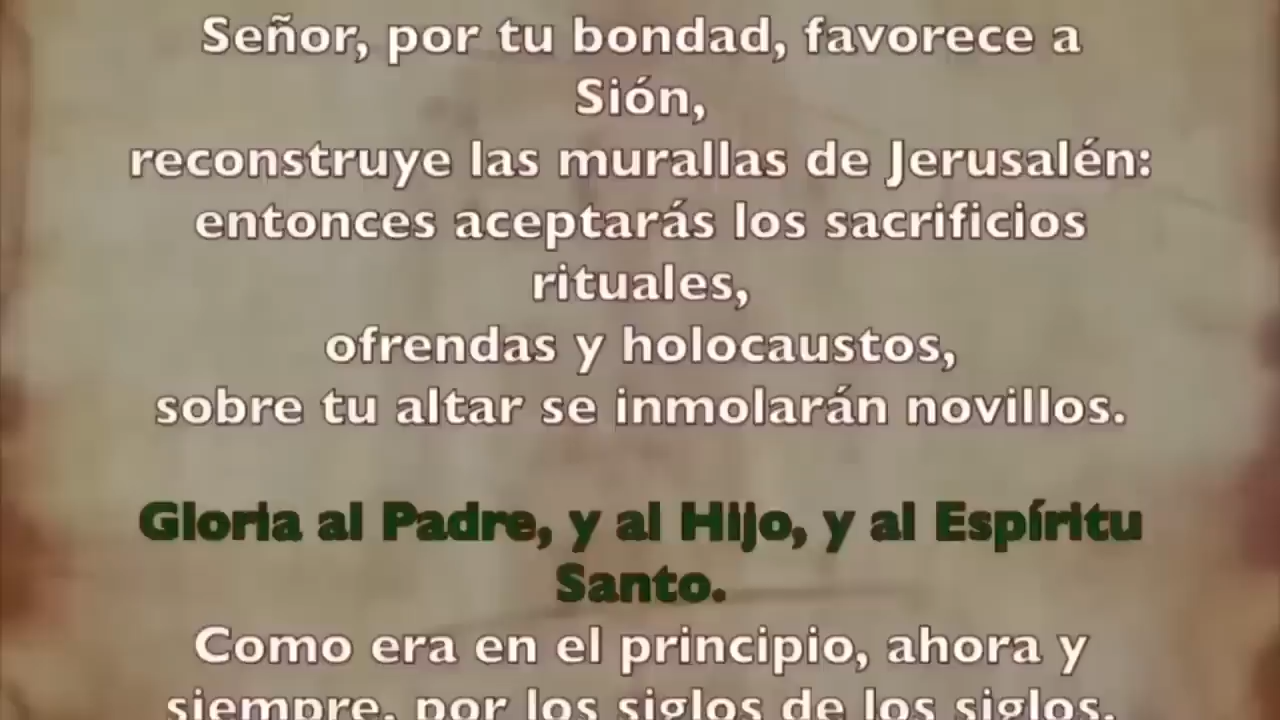 Señor, por tu bondad, favorece a
Sión,
reconstruye las murallas de Jerusalén:
entonces aceptarás los sacrificios
rituales,
ofrendas y holocaustos,
sobre tu altar se inmolarán novillos.
Gloria al Padre, y al Hijo, y al Espíritu
Santo.
Como era en el principio, ahora y
siempre, por los siglos de los siglos.